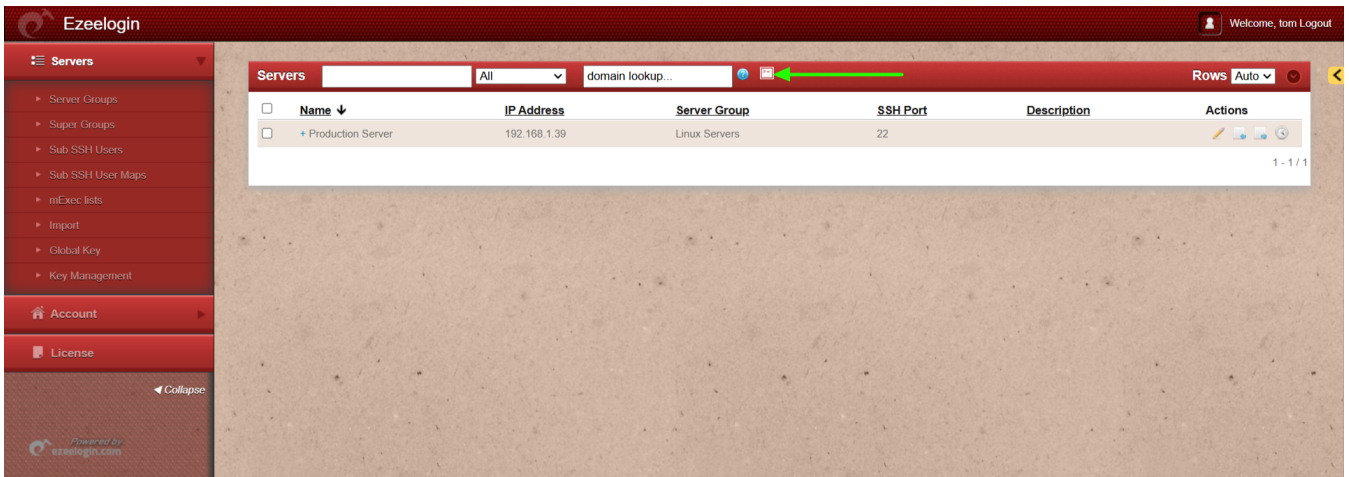 Ezeelogin
Welcome, tom Logout
Servers
Server Groups
Super Groups
Sub SSH Users
Sub SSH User Maps
mExec lists
Import
Global Key
Key Management
Account
License
Collapse
Powered by
ezeelogin.com
Servers All domain lookup... Rows Auto
Name IP Address Server Group SSH Port Description Actions
+ Production Server 192.168.1.39 Linux Servers 22
1 - 1 / 1